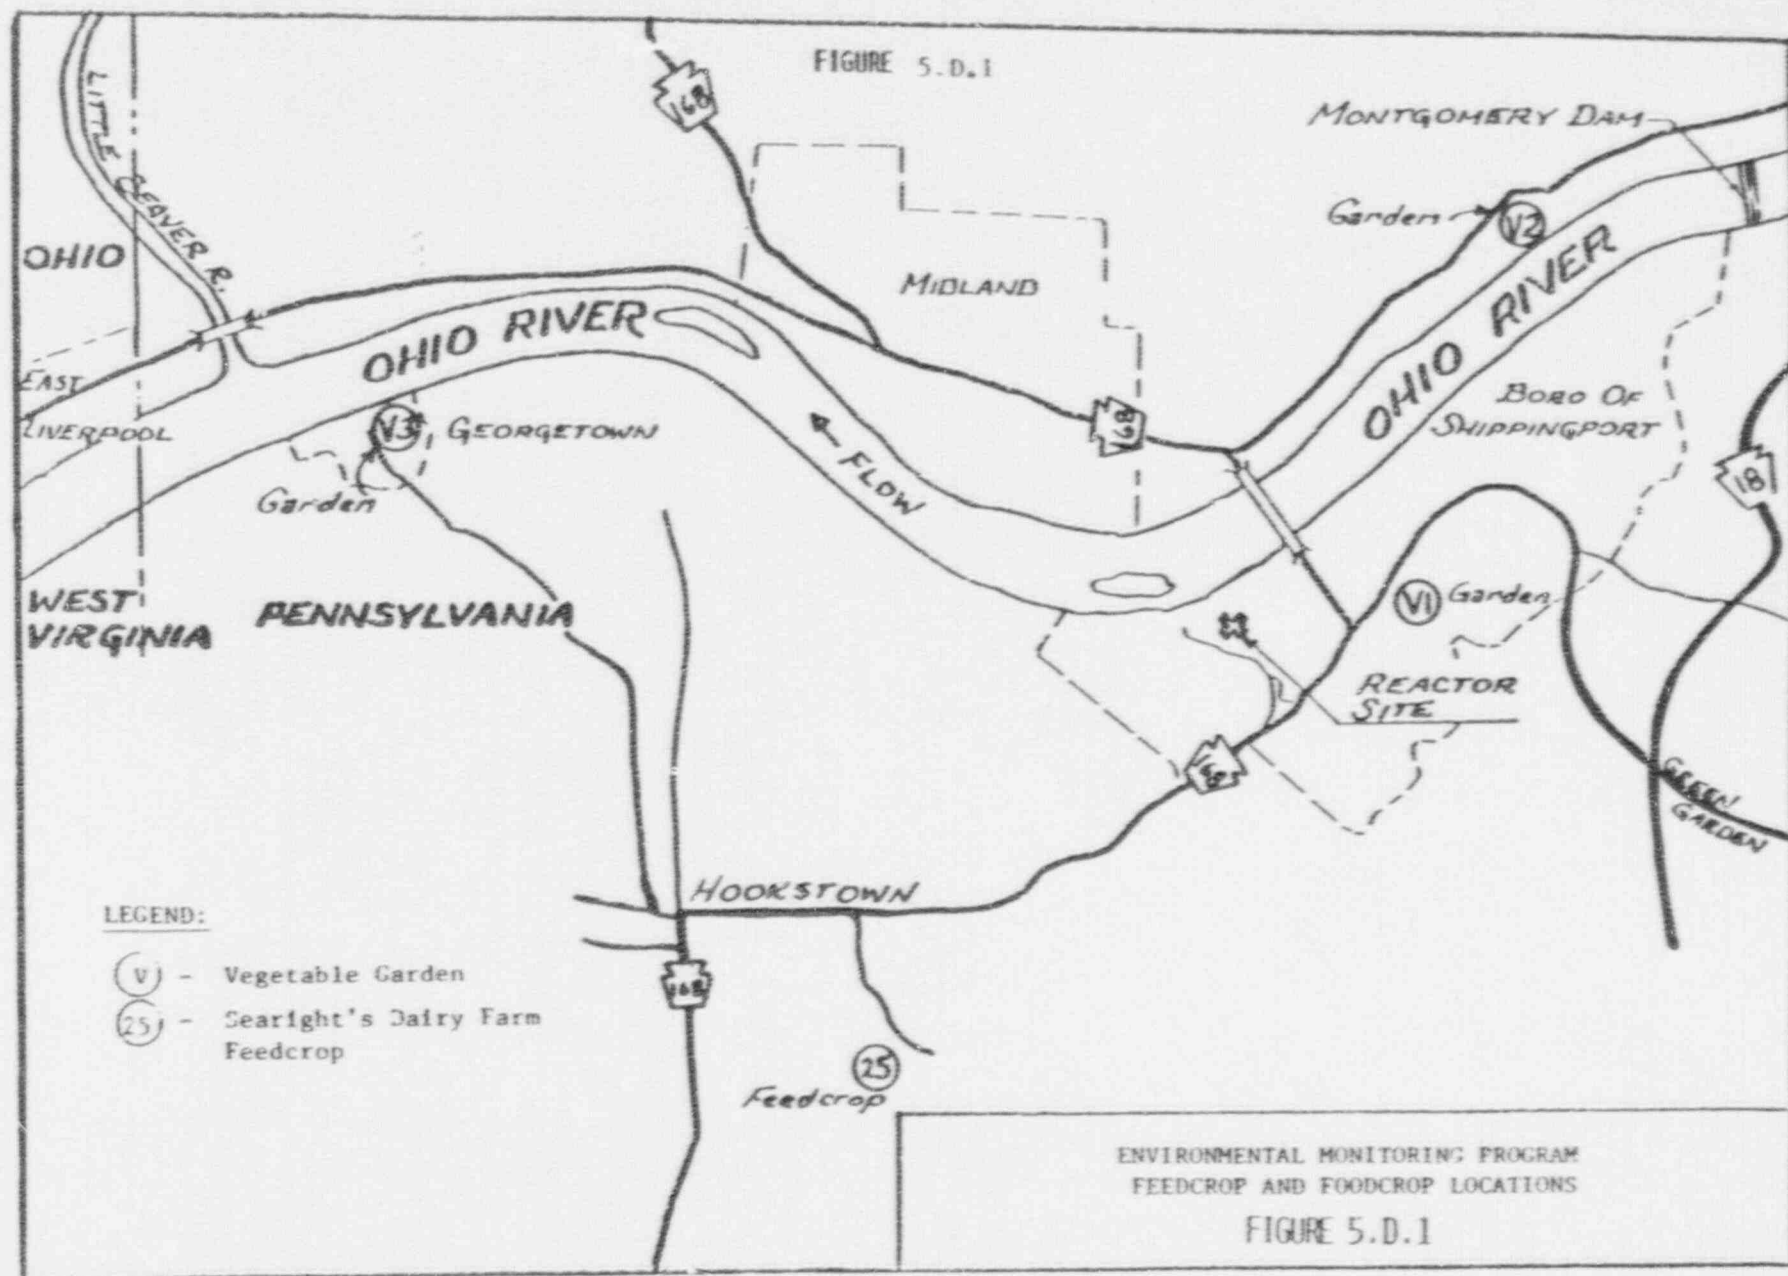 FIGURE 5.D.1
168
MONTGOMERY DAM
LITTLE BEAVER R.
Garden
V2
OHIO
MIDLAND
OHIO RIVER
OHIO RIVER
EAST
LIVERPOOL
BORO OF
SHIPPINGPORT
168
V3
GEORGETOWN
FLOW
18
Garden
WEST
VIRGINIA
PENNSYLVANIA
V1
Garden
REACTOR
SITE
168
GREEN
GARDEN
HOOKSTOWN
LEGEND:
V - Vegetable Garden
168
25 - Searight's Dairy Farm
Feedcrop
25
Feedcrop
ENVIRONMENTAL MONITORING PROGRAM
FEEDCROP AND FOODCROP LOCATIONS
FIGURE 5.D.1